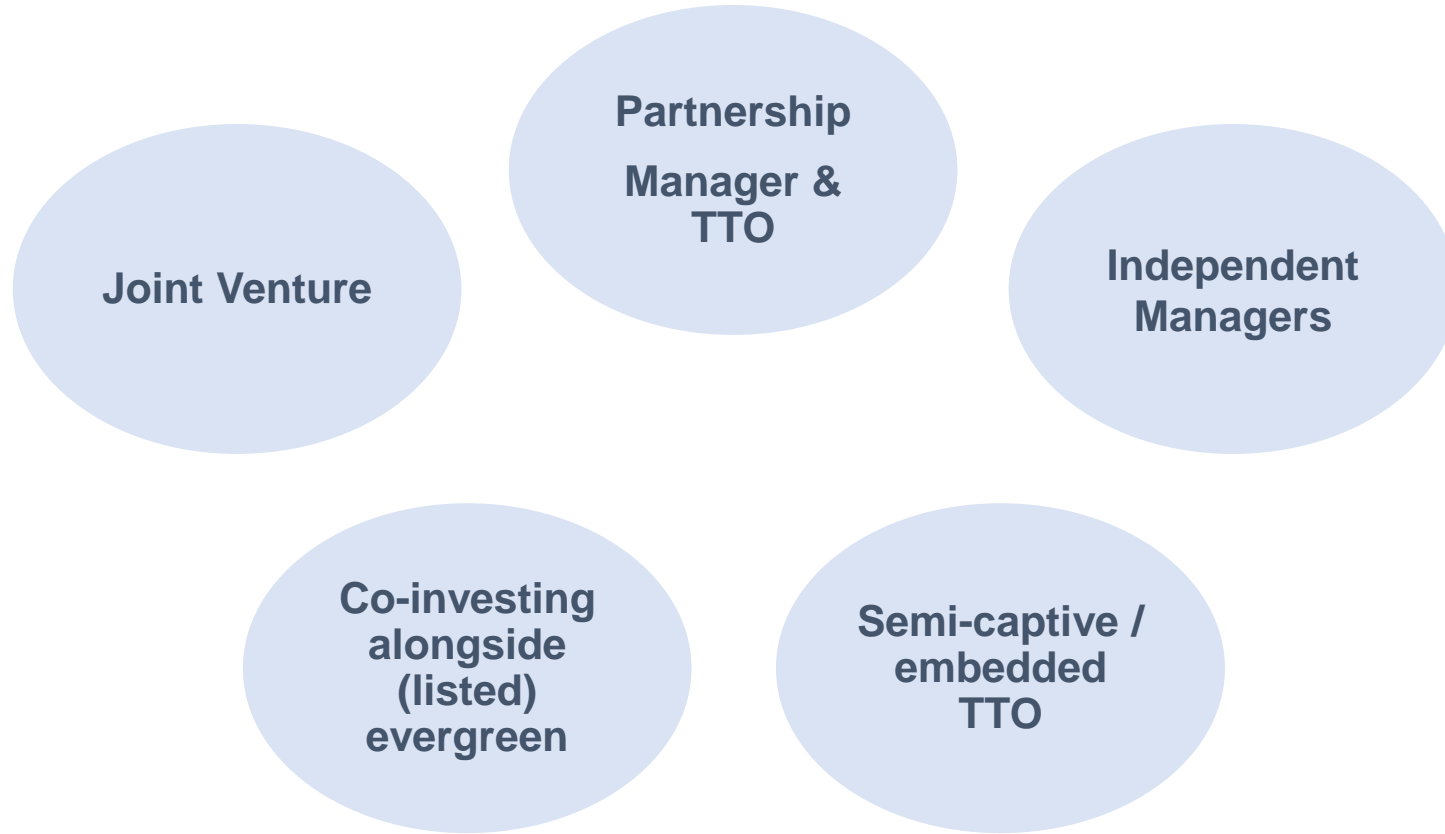 Partnership
Manager &
TTO
Joint Venture
Independent
Managers
Co-investing
alongside
(listed)
evergreen
Semi-captive /
embedded
TTO